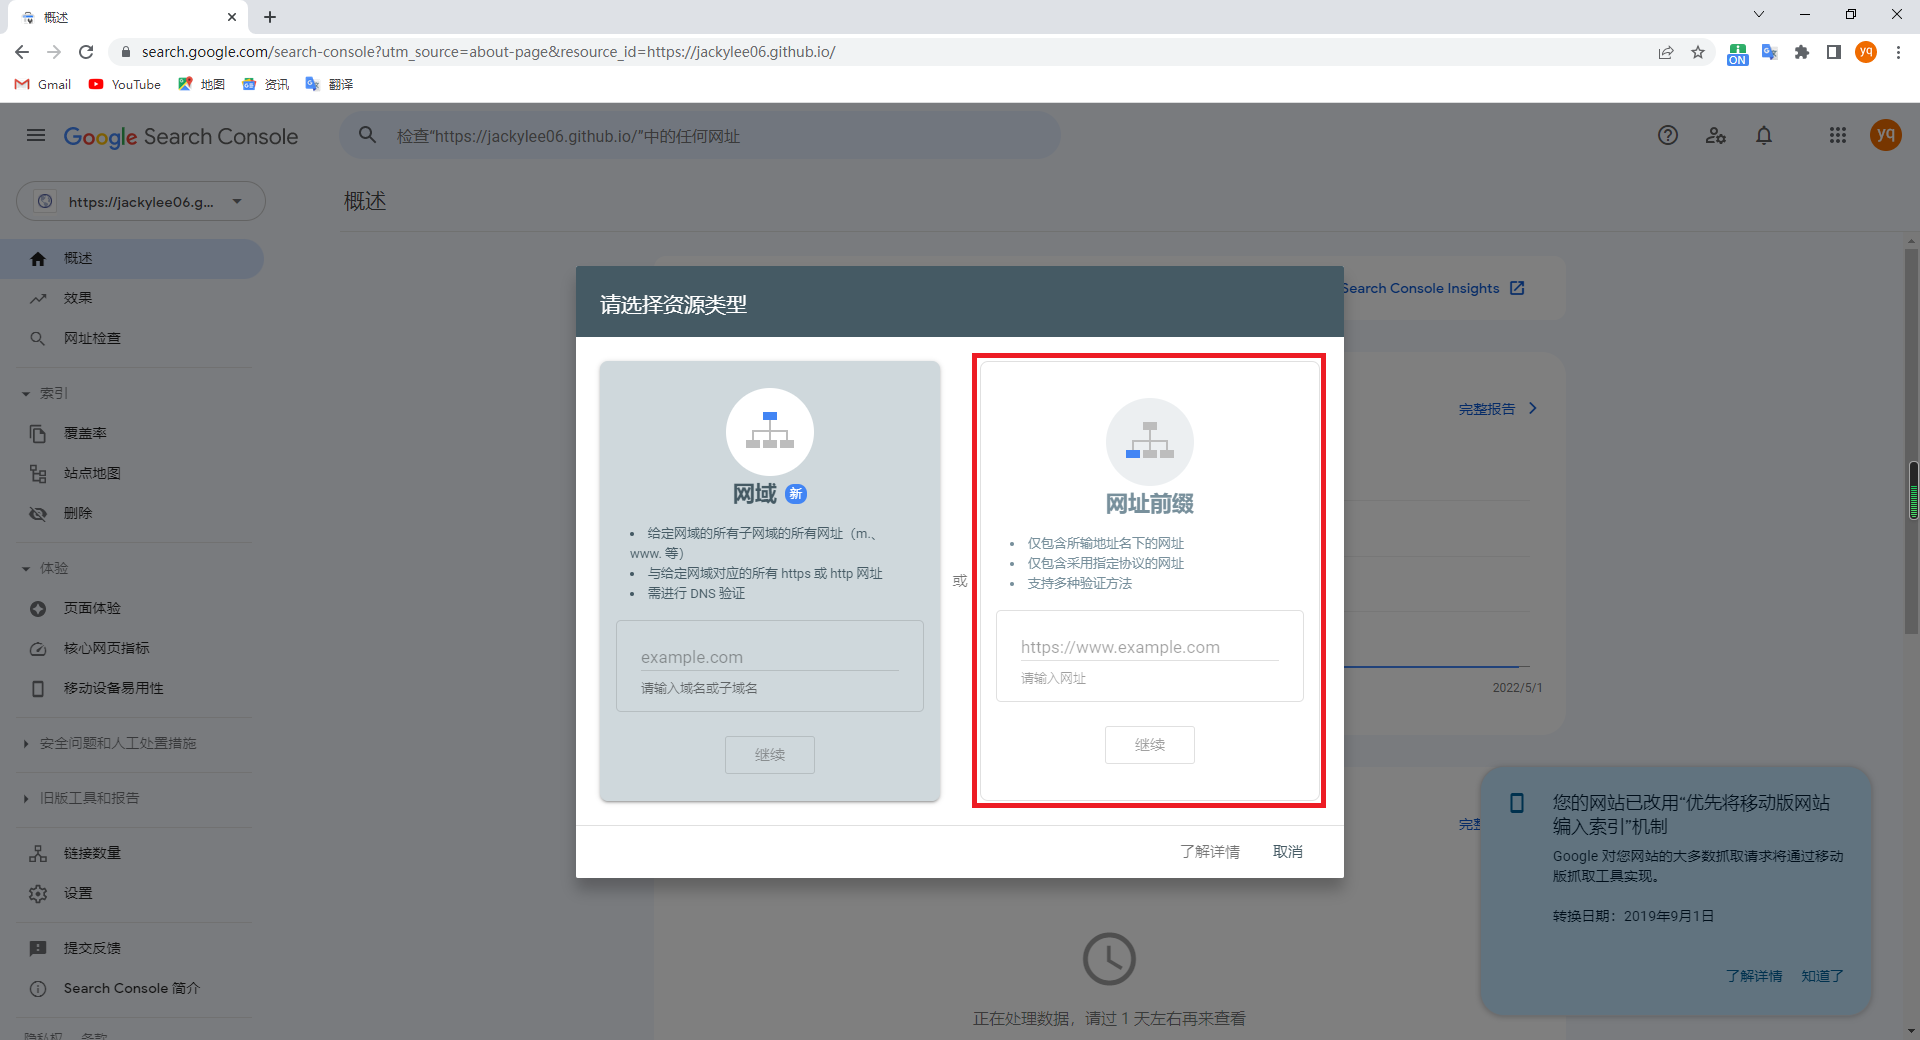 概述
search.google.com/search-console?utm_source=about-page&resource_id=https://jackylee06.github.io/
ON
yq
Gmail
YouTube
地图
资讯
翻译
Google Search Console
检查“https://jackylee06.github.io/”中的任何网址
yq
https://jackylee06.g...
概述
概述
效果
网址检查
索引
覆盖率
站点地图
删除
体验
页面体验
核心网页指标
移动设备易用性
安全问题和人工处置措施
旧版工具和报告
链接数量
设置
提交反馈
Search Console 简介
隐私权
条款
Search Console Insights
完整报告
2022/5/1
请选择资源类型
网域 新
• 给定网域的所有子网域的所有网址（m.、
www. 等）
• 与给定网域对应的所有 https 或 http 网址
• 需进行 DNS 验证
example.com
请输入域名或子域名
继续
或
网址前缀
• 仅包含所输地址名下的网址
• 仅包含采用指定协议的网址
• 支持多种验证方法
https://www.example.com
请输入网址
继续
了解详情
取消
完整
您的网站已改用“优先将移动版网站
编入索引”机制
Google 对您网站的大多数抓取请求将通过移动
版抓取工具实现。
转换日期：2019年9月1日
了解详情
知道了
正在处理数据，请过 1 天左右再来查看